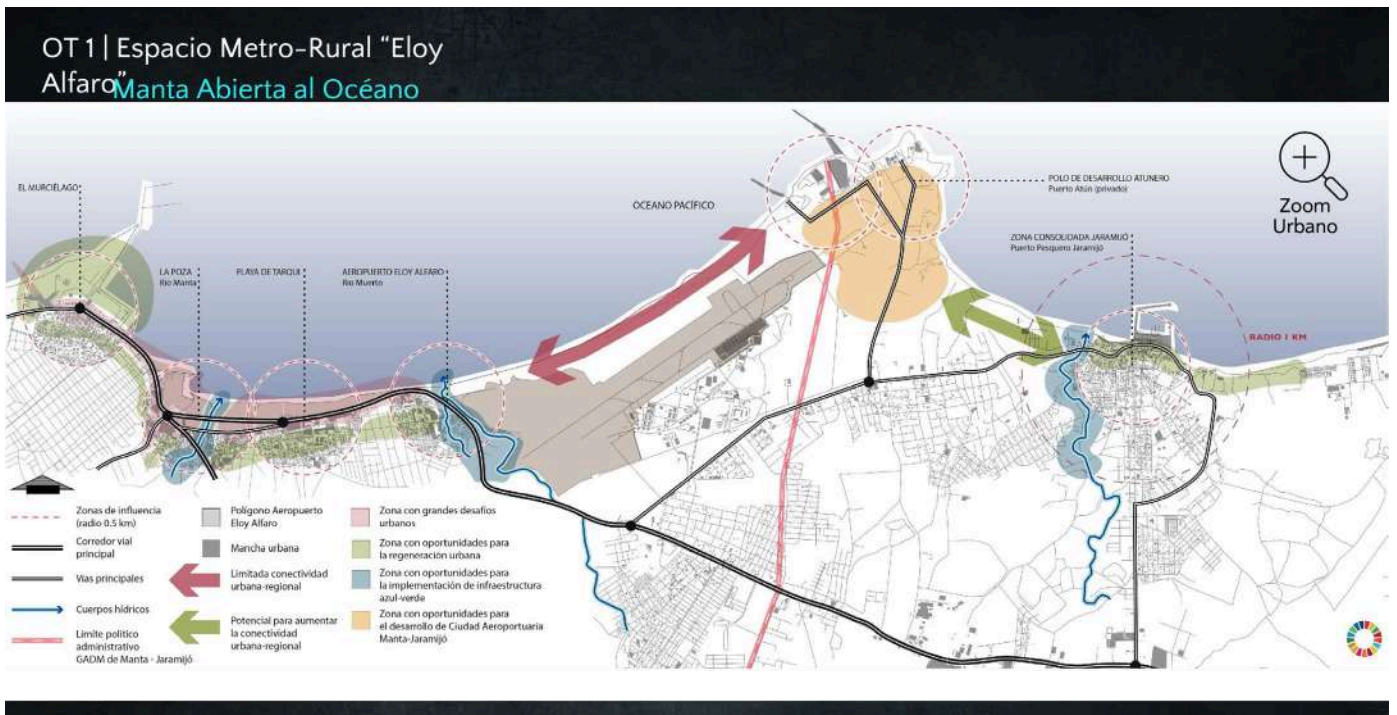 OT 1 | Espacio Metro-Rural “Eloy
Alfaro”
Manta Abierta al Océano
EL MURCIÉLAGO
LA POZA
Rio Manta
PLAYA DE TARQUI
AEROPUERTO ELOY ALFARO
Rio Muerto
OCEANO PACÍFICO
POLO DE DESARROLLO ATUNERO
Puerto Atún (privado)
ZONA CONSOLIDADA JARAMIJÓ
Puerto Pesquero Jaramijó
Zoom
Urbano
RADIO 1 KM
Zonas de influencia
(radio 0.5 km)
Corredor vial
principal
Vías principales
Cuerpos hídricos
Límite político
administrativo
GADM de Manta - Jaramijó
Polígono Aeropuerto
Eloy Alfaro
Mancha urbana
Limitada conectividad
urbana-regional
Potencial para aumentar
la conectividad
urbana-regional
Zona con grandes desafíos
urbanos
Zona con oportunidades para
la regeneración urbana
Zona con oportunidades para
la implementación de infraestructura
azul-verde
Zona con oportunidades para
el desarrollo de Ciudad Aeroportuaria
Manta-Jaramijó